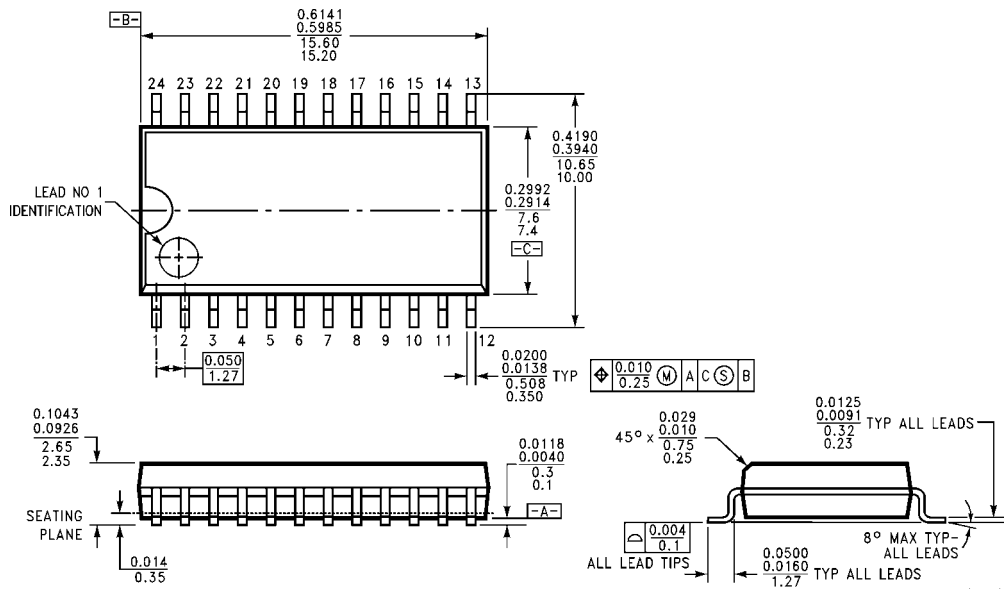 -B-
0.6141
0.5985
15.60
15.20
24 23 22 21 20 19 18 17 16 15 14 13
0.4190
0.3940
10.65
10.00
LEAD NO 1
IDENTIFICATION
0.2992
0.2914
7.6
7.4
-C-
1 2 3 4 5 6 7 8 9 10 11 12
0.050
1.27
0.0200
0.0138 TYP
0.508
0.350
0.010
0.25 M A C S B
0.1043
0.0926
2.65
2.35
0.0118
0.0040
0.3
0.1
-A-
SEATING
PLANE
0.014
0.35
45° x 0.029
0.010
0.75
0.25
0.0125
0.0091 TYP ALL LEADS
0.32
0.23
0.004
0.1
ALL LEAD TIPS
8° MAX TYP-
ALL LEADS
0.0500
0.0160 TYP ALL LEADS
1.27